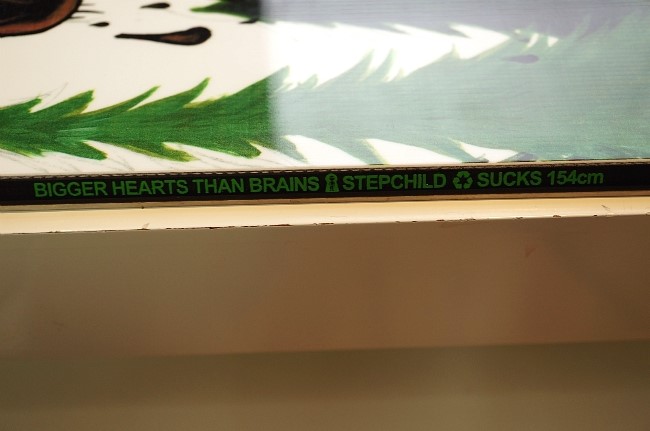 BIGGER HEARTS THAN BRAINS STEPCHILD SUCKS 154cm